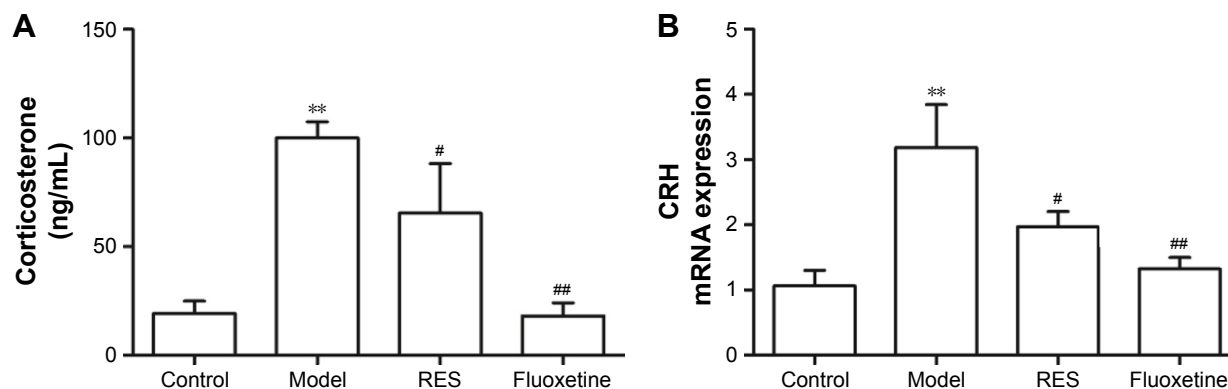 A
Corticosterone
(ng/mL)
150
100
50
0
**
#
##
Control Model RES Fluoxetine
B
CRH
mRNA expression
5
4
3
2
1
0
**
#
##
Control Model RES Fluoxetine